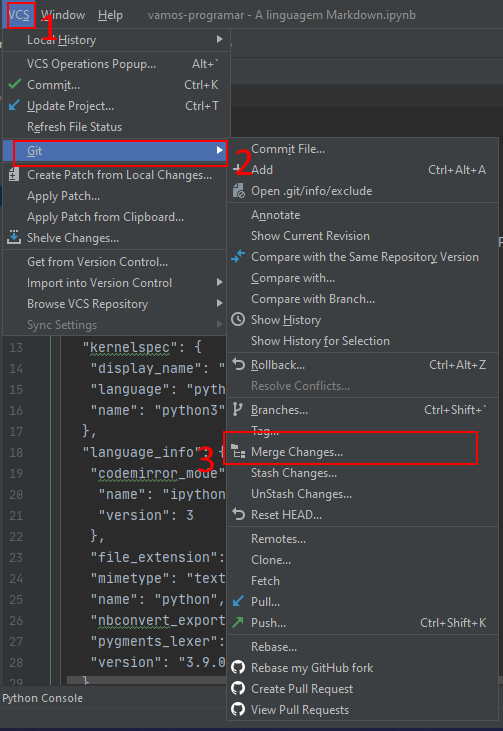 VCS Window Help vamos-programar - A linguagem Markdown.ipynb
1
Local History
VCS Operations Popup... Alt+`
Commit... Ctrl+K
Update Project... Ctrl+T
Refresh File Status
Git
2
Create Patch from Local Changes...
Apply Patch...
Apply Patch from Clipboard...
Shelve Changes...
Get from Version Control...
Import into Version Control
Browse VCS Repository
Sync Settings
Commit File...
Add Ctrl+Alt+A
Open .git/info/exclude
Annotate
Show Current Revision
Compare with the Same Repository Version
Compare with...
Compare with Branch...
Show History
Show History for Selection
Rollback... Ctrl+Alt+Z
Resolve Conflicts...
Branches... Ctrl+Shift+`
Tag...
3
Merge Changes...
Stash Changes...
UnStash Changes...
Reset HEAD...
Remotes...
Clone...
Fetch
Pull...
Push... Ctrl+Shift+K
Rebase...
Rebase my GitHub fork
Create Pull Request
View Pull Requests
13 "kernelspec": {
14 "display_name": "
15 "language": "pyth
16 "name": "python3"
17 },
18 "language_info": {
19 "codemirror_mode"
20 "name": "ipython
21 "version": 3
22 },
23 "file_extension":
24 "mimetype": "text
25 "name": "python",
26 "nbconvert_export
27 "pygments_lexer":
28 "version": "3.9.0
29 }
Python Console